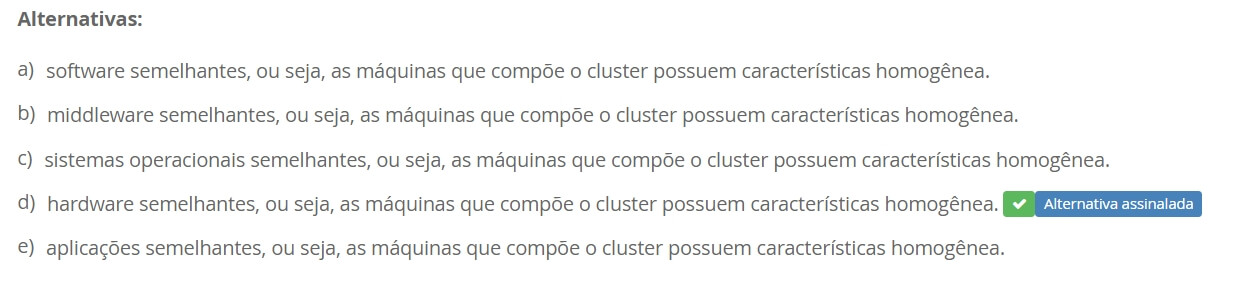 Alternativas:
a) software semelhantes, ou seja, as máquinas que compõe o cluster possuem características homogênea.
b) middleware semelhantes, ou seja, as máquinas que compõe o cluster possuem características homogênea.
c) sistemas operacionais semelhantes, ou seja, as máquinas que compõe o cluster possuem características homogênea.
d) hardware semelhantes, ou seja, as máquinas que compõe o cluster possuem características homogênea. Alternativa assinalada
e) aplicações semelhantes, ou seja, as máquinas que compõe o cluster possuem características homogênea.